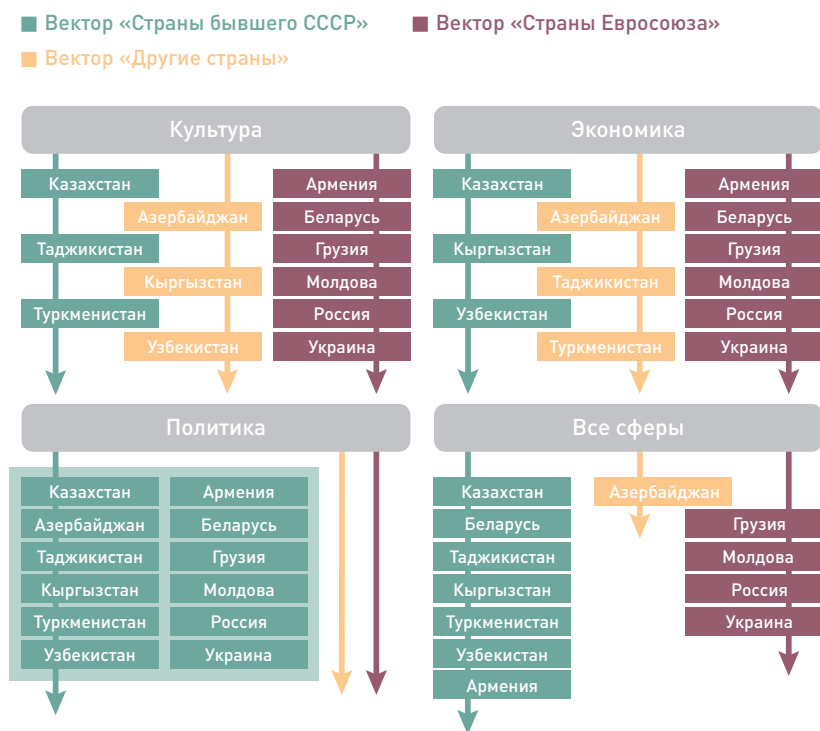 Вектор «Страны бывшего СССР» Вектор «Страны Евросоюза»
Вектор «Другие страны»
Культура
Казахстан Армения
Азербайджан Беларусь
Таджикистан Грузия
Кыргызстан Молдова
Туркменистан Россия
Узбекистан Украина
Экономика
Казахстан Армения
Азербайджан Беларусь
Кыргызстан Грузия
Таджикистан Молдова
Узбекистан Россия
Туркменистан Украина
Политика
Казахстан Армения
Азербайджан Беларусь
Таджикистан Грузия
Кыргызстан Молдова
Туркменистан Россия
Узбекистан Украина
Все сферы
Казахстан Азербайджан
Беларусь Грузия
Таджикистан Молдова
Кыргызстан Россия
Туркменистан Украина
Узбекистан
Армения